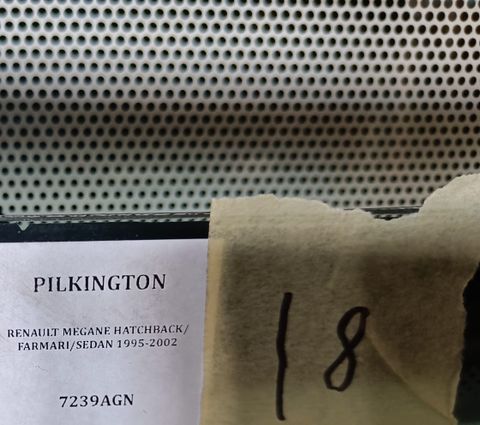 PILKINGTON
RENAULT MEGANE HATCHBACK/
FARMARI/SEDAN 1995-2002
7239AGN
18